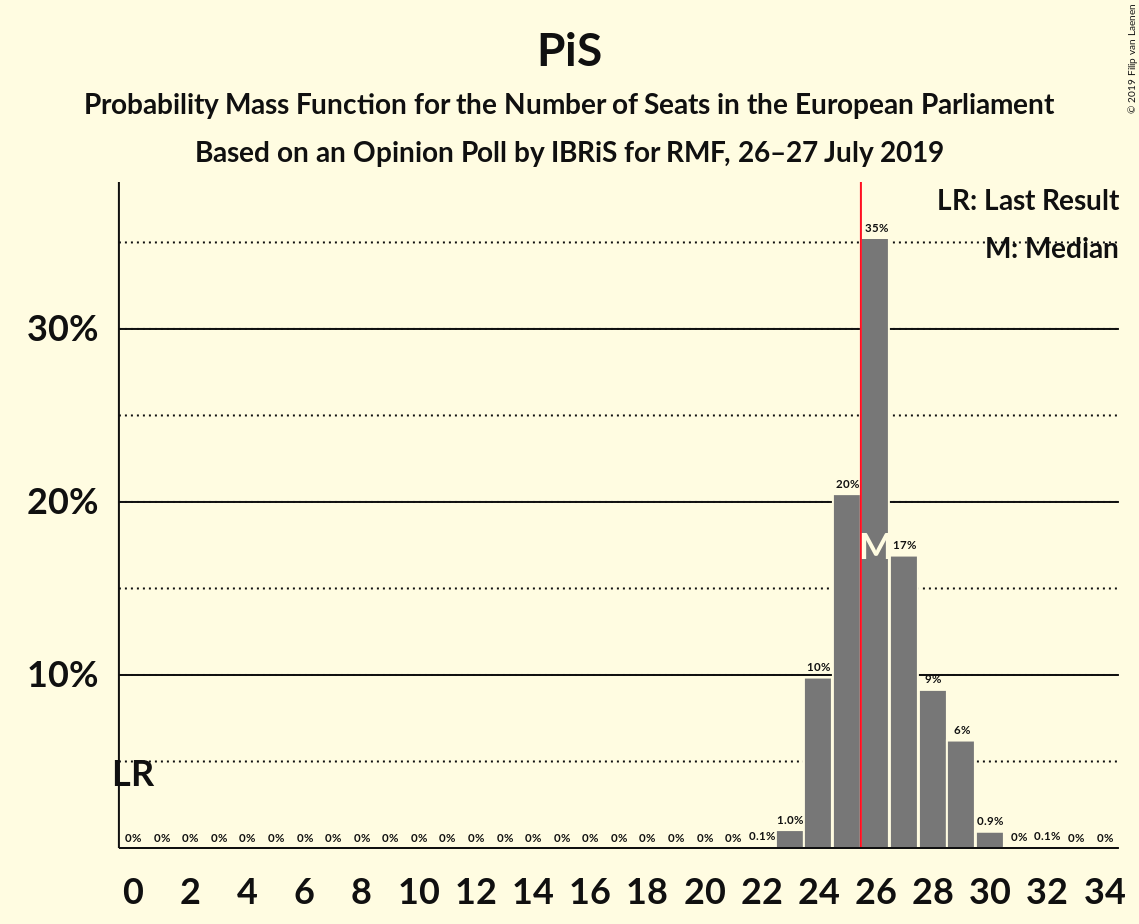 PiS
Probability Mass Function for the Number of Seats in the European Parliament
Based on an Opinion Poll by IBRiS for RMF, 26–27 July 2019
© 2019 Filip van Laenen
LR: Last Result
M: Median
35%
30%
20%
20%
M
17%
10%
10%
9%
6%
LR
0% 0% 0% 0% 0% 0% 0% 0% 0% 0% 0% 0% 0% 0% 0% 0% 0% 0% 0% 0% 0% 0% 0.1% 1.0% 0.9% 0% 0.1% 0% 0%
0 2 4 6 8 10 12 14 16 18 20 22 24 26 28 30 32 34